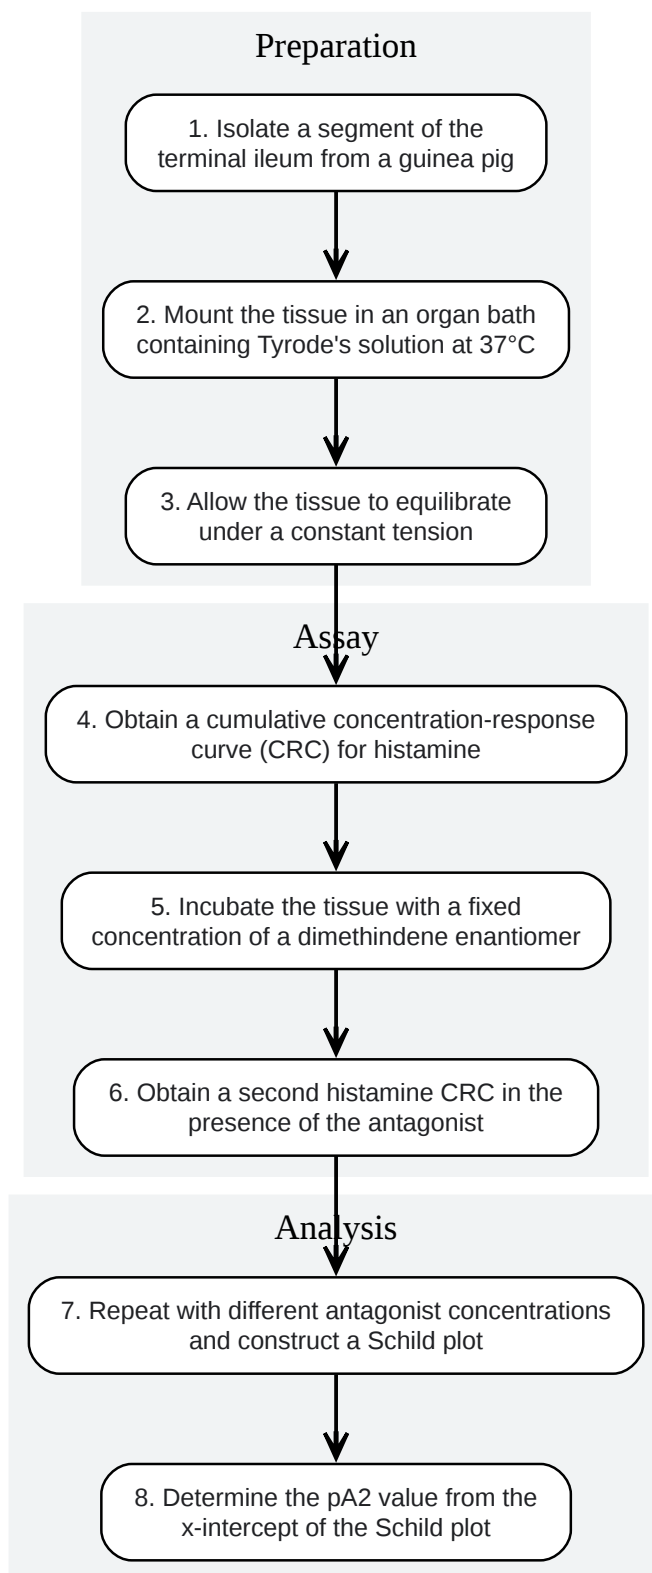 Preparation
1. Isolate a segment of the
terminal ileum from a guinea pig
2. Mount the tissue in an organ bath
containing Tyrode's solution at 37°C
3. Allow the tissue to equilibrate
under a constant tension
Assay
4. Obtain a cumulative concentration-response
curve (CRC) for histamine
5. Incubate the tissue with a fixed
concentration of a dimethindene enantiomer
6. Obtain a second histamine CRC in the
presence of the antagonist
Analysis
7. Repeat with different antagonist concentrations
and construct a Schild plot
8. Determine the pA2 value from the
x-intercept of the Schild plot